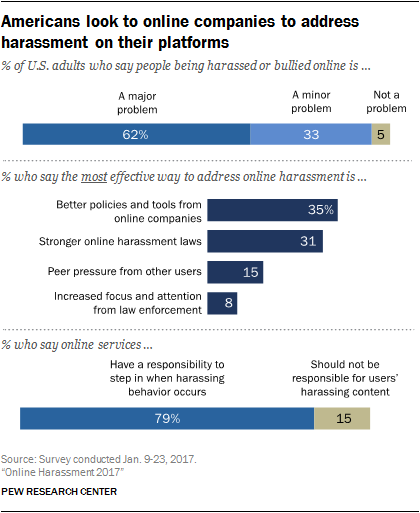 Americans look to online companies to address
harassment on their platforms
% of U.S. adults who say people being harassed or bullied online is ...
A major
problem
A minor
problem
Not a
problem
62%
33
5
% who say the most effective way to address online harassment is ...
Better policies and tools from
online companies
35%
Stronger online harassment laws
31
Peer pressure from other users
15
Increased focus and attention
from law enforcement
8
% who say online services ...
Have a responsibility to
step in when harassing
behavior occurs
Should not be
responsible for users’
harassing content
79%
15
Source: Survey conducted Jan. 9-23, 2017.
“Online Harassment 2017”
PEW RESEARCH CENTER